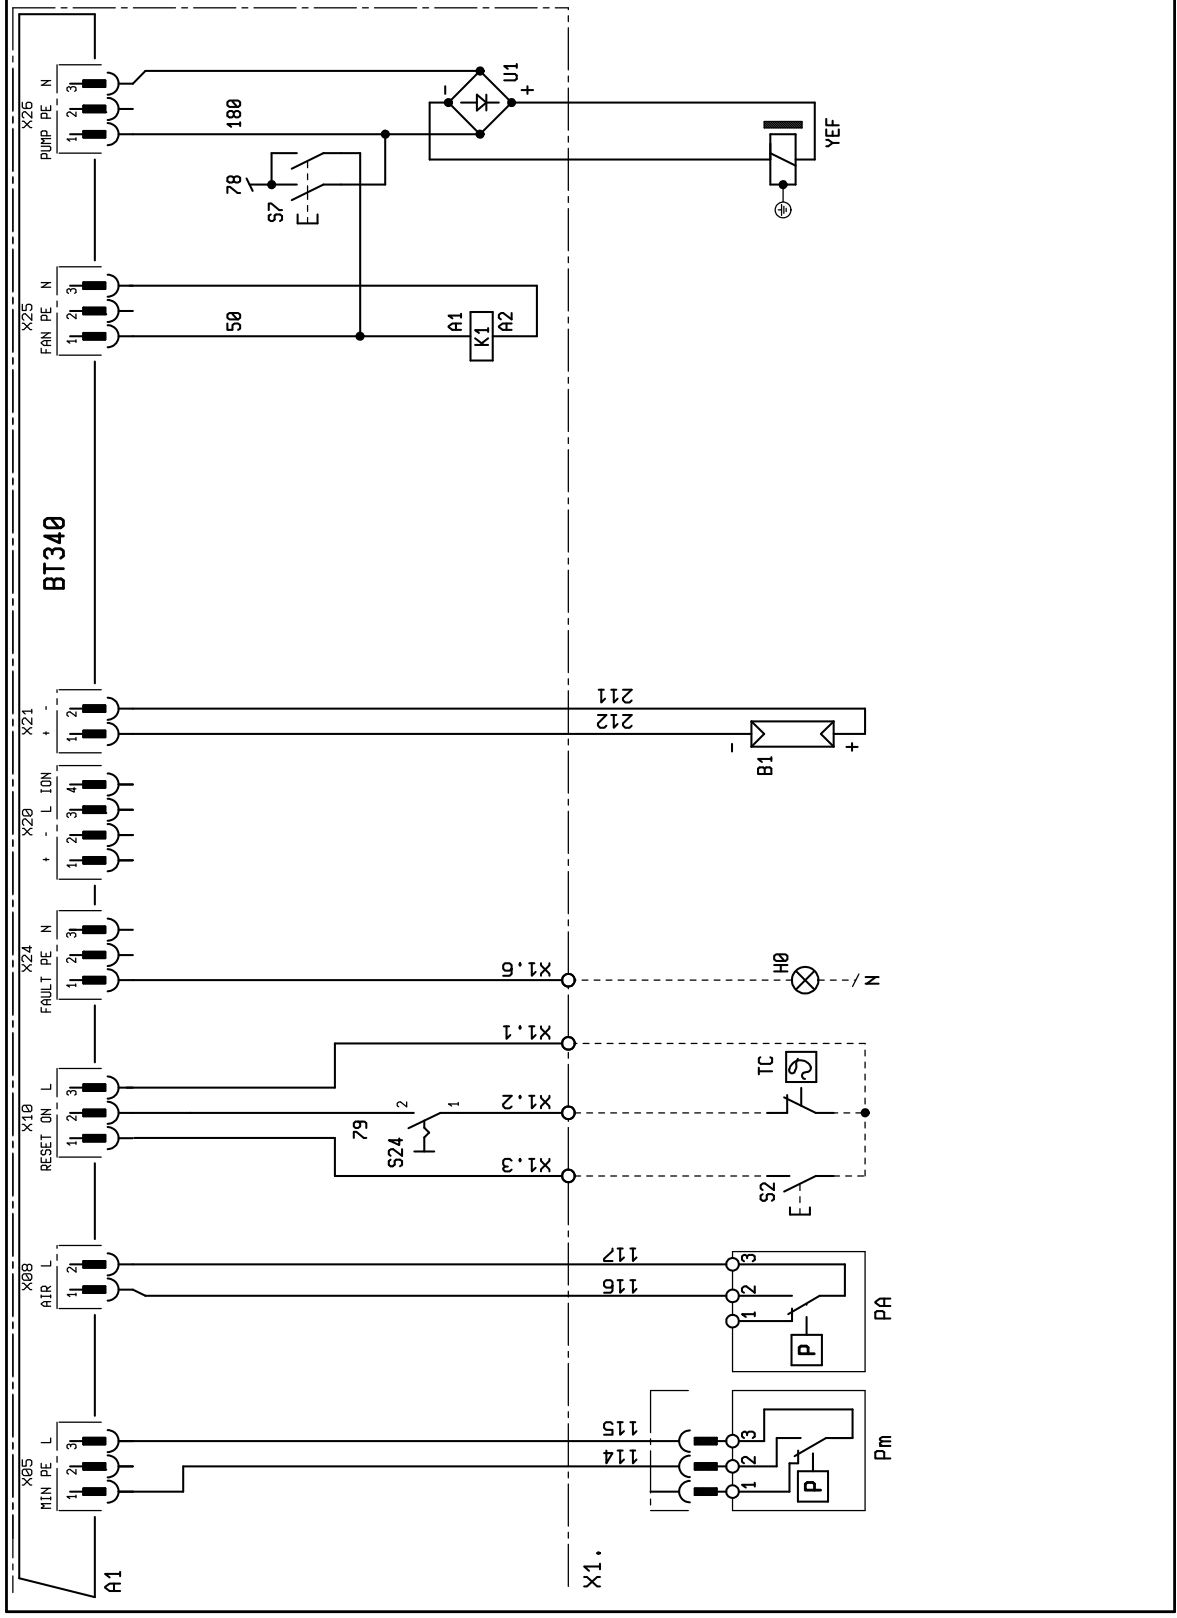 BT340
A1
X1.
X05
MIN PE L
1 2 3
X08
AIR L
1 2
X10
RESET ON L
1 2 3
X24
FAULT PE N
1 2 3
X20
+ - L ION
1 2 3 4
X21
+ -
1 2
X25
FAN PE N
1 2 3
X26
PUMP PE N
1 2 3
114
115
116
117
X1.3
X1.2
X1.1
X1.6
212
211
79
S24
2
1
50
A1
K1
A2
78
S7
180
-
U1
+
1 2 3
P
Pm
1 2 3
P
PA
S2
TC
H0
N
-
B1
+
YEF